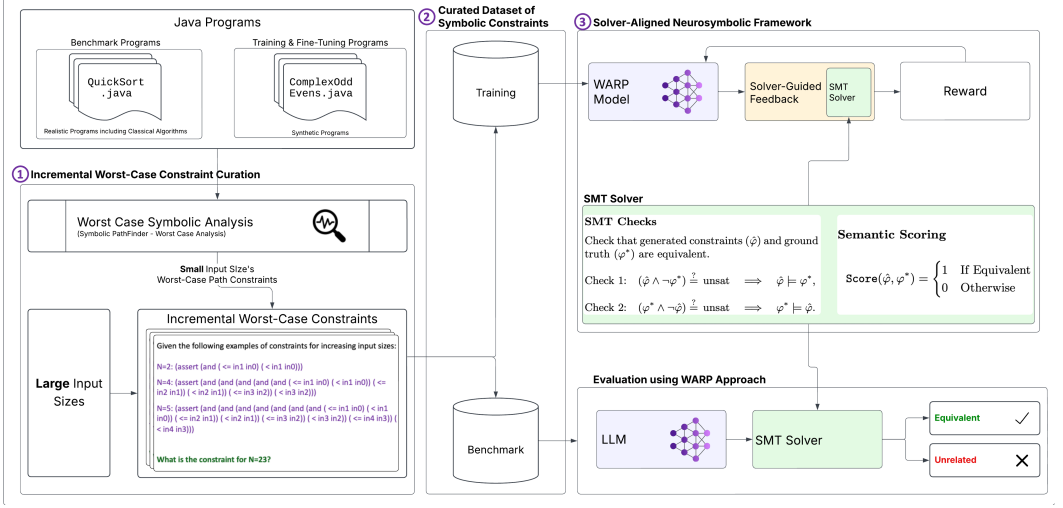 Java Programs
Benchmark Programs
QuickSort
.java
Realistic Programs including Classical Algorithms
Training & Fine-Tuning Programs
ComplexOdd
Evens.java
Synthetic Programs
1 Incremental Worst-Case Constraint Curation
Worst Case Symbolic Analysis
(Symbolic PathFinder - Worst Case Analysis)
Small Input Size's
Worst-Case Path Constraints
Large Input
Sizes
Incremental Worst-Case Constraints
Given the following examples of constraints for increasing input sizes:
N=2: (assert (and ( <= in1 in0) ( < in1 in0)))
N=4: (assert (and (and (and (and (and ( <= in1 in0) ( < in1 in0)) ( <=
in2 in1)) ( < in2 in1)) ( <= in3 in2)) ( < in3 in2)))
N=5: (assert (and (and (and (and (and (and (and ( <= in1 in0) ( < in1
in0)) ( <= in2 in1)) ( < in2 in1)) ( <= in3 in2)) ( < in3 in2)) ( <= in4 in3)) (
< in4 in3)))
What is the constraint for N=23?
2 Curated Dataset of
Symbolic Constraints
Training
Benchmark
3 Solver-Aligned Neurosymbolic Framework
WARP
Model
Solver-Guided
Feedback
SMT
Solver
Reward
SMT Solver
SMT Checks
Check that generated constraints (φ̂) and ground
truth (φ*) are equivalent.
Check 1: (φ̂ ∧ ¬φ*) ≟ unsat ⟹ φ̂ ⊨ φ*,
Check 2: (φ* ∧ ¬φ̂) ≟ unsat ⟹ φ* ⊨ φ̂.
Semantic Scoring
Score(φ̂, φ*) = { 1 If Equivalent
0 Otherwise
Evaluation using WARP Approach
LLM
SMT Solver
Equivalent
Unrelated